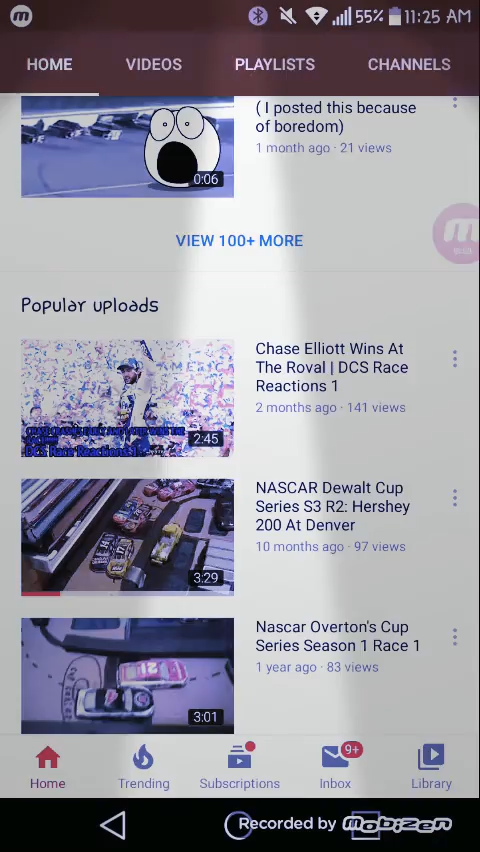 55% 11:25 AM
HOME VIDEOS PLAYLISTS CHANNELS
( I posted this because
of boredom)
1 month ago · 21 views
0:06
VIEW 100+ MORE
Popular uploads
Chase Elliott Wins At
The Roval | DCS Race
Reactions 1
2 months ago · 141 views
DCS Race Reactions 1
2:45
NASCAR Dewalt Cup
Series S3 R2: Hershey
200 At Denver
10 months ago · 97 views
3:29
Nascar Overton's Cup
Series Season 1 Race 1
1 year ago · 83 views
3:01
9+
Home Trending Subscriptions Inbox Library
Recorded by mobizen